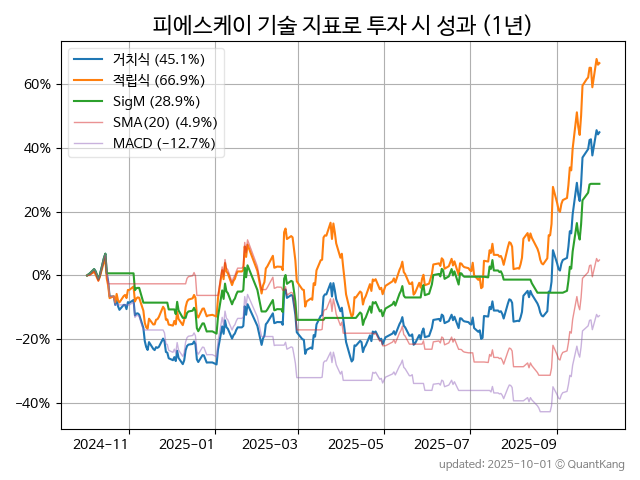 피에스케이 기술 지표로 투자 시 성과 (1년)
거치식 (45.1%)
적립식 (66.9%)
SigM (28.9%)
SMA(20) (4.9%)
MACD (−12.7%)
60%
40%
20%
0%
−20%
−40%
2024−11 2025−01 2025−03 2025−05 2025−07 2025−09
updated: 2025-10-01 © QuantKang